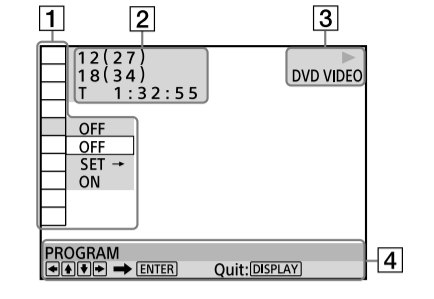 1
2
3
12(27)
18(34)
T 1:32:55
DVD VIDEO
OFF
OFF
SET →
ON
PROGRAM
← ↑ ↓ → → ENTER Quit: DISPLAY
4